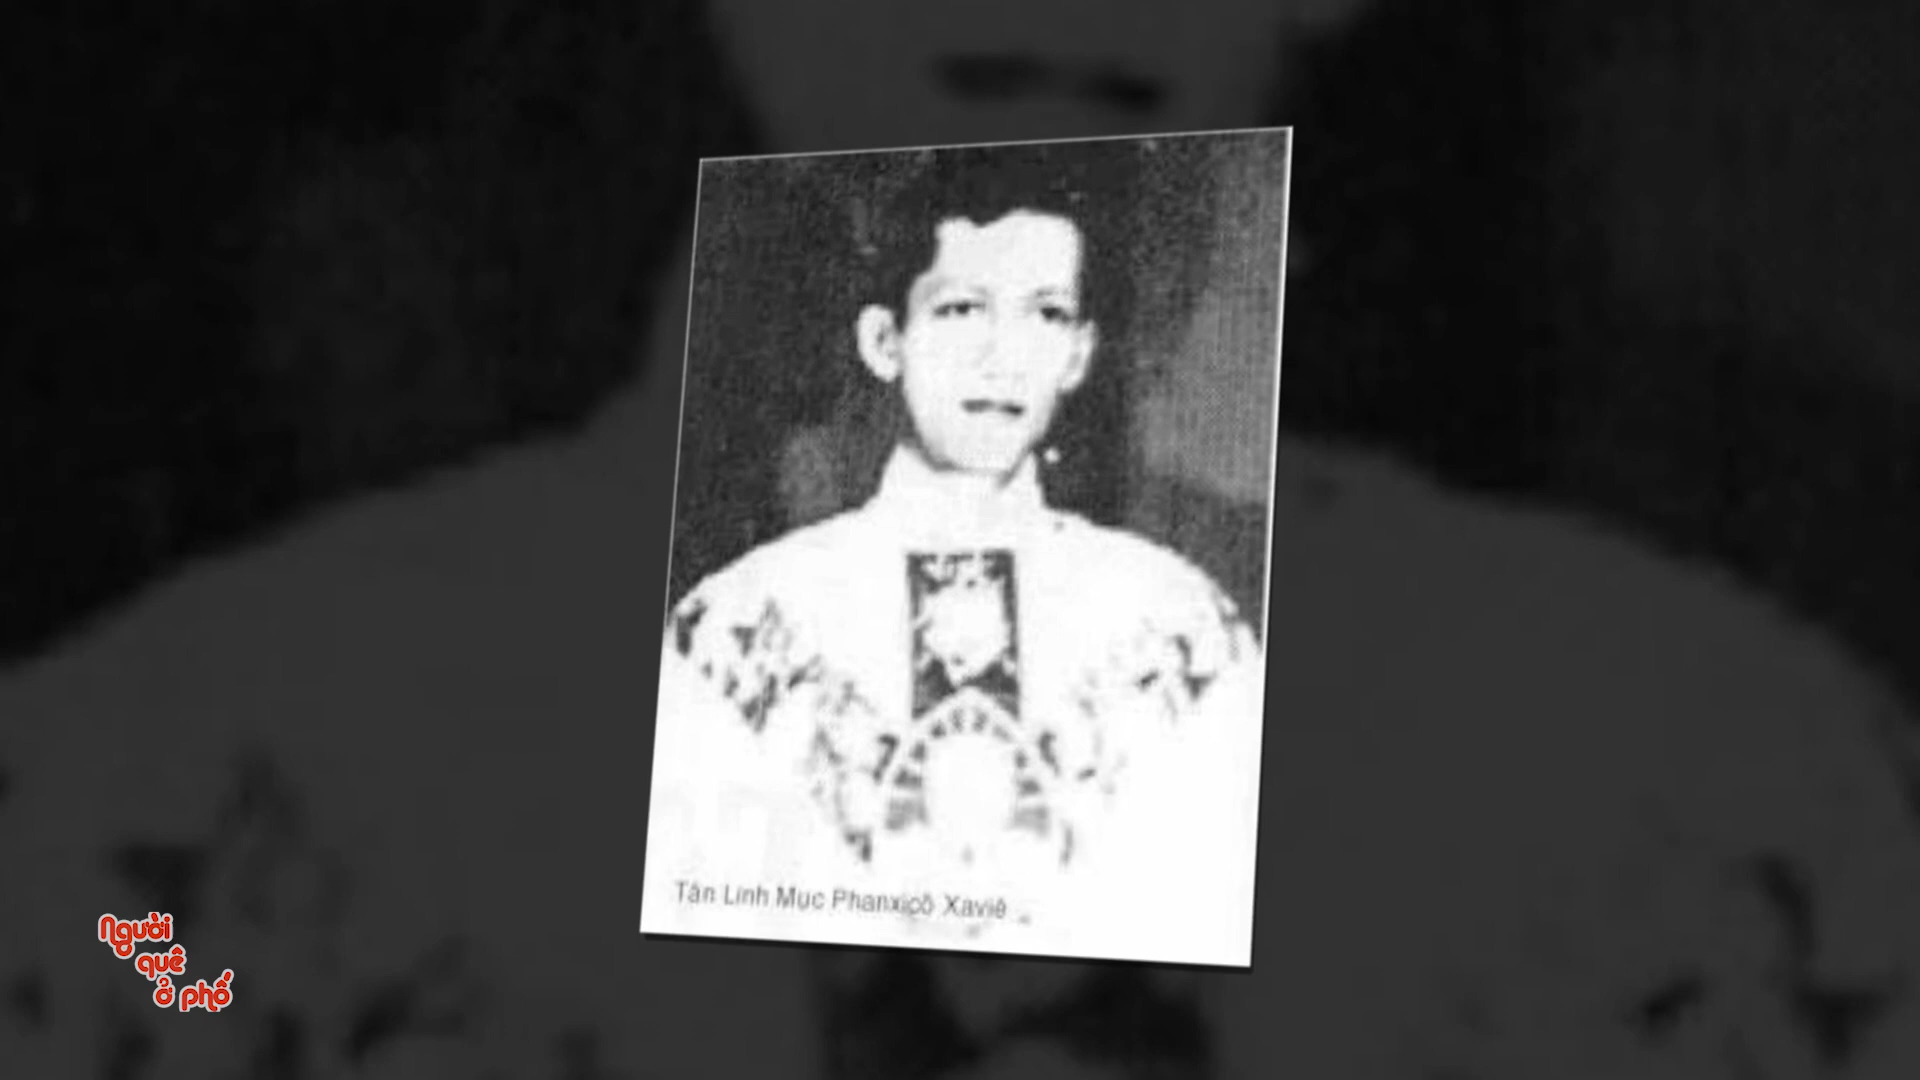 Tân Linh Mục Phanxicô Xaviê
Người
quê
ở phố